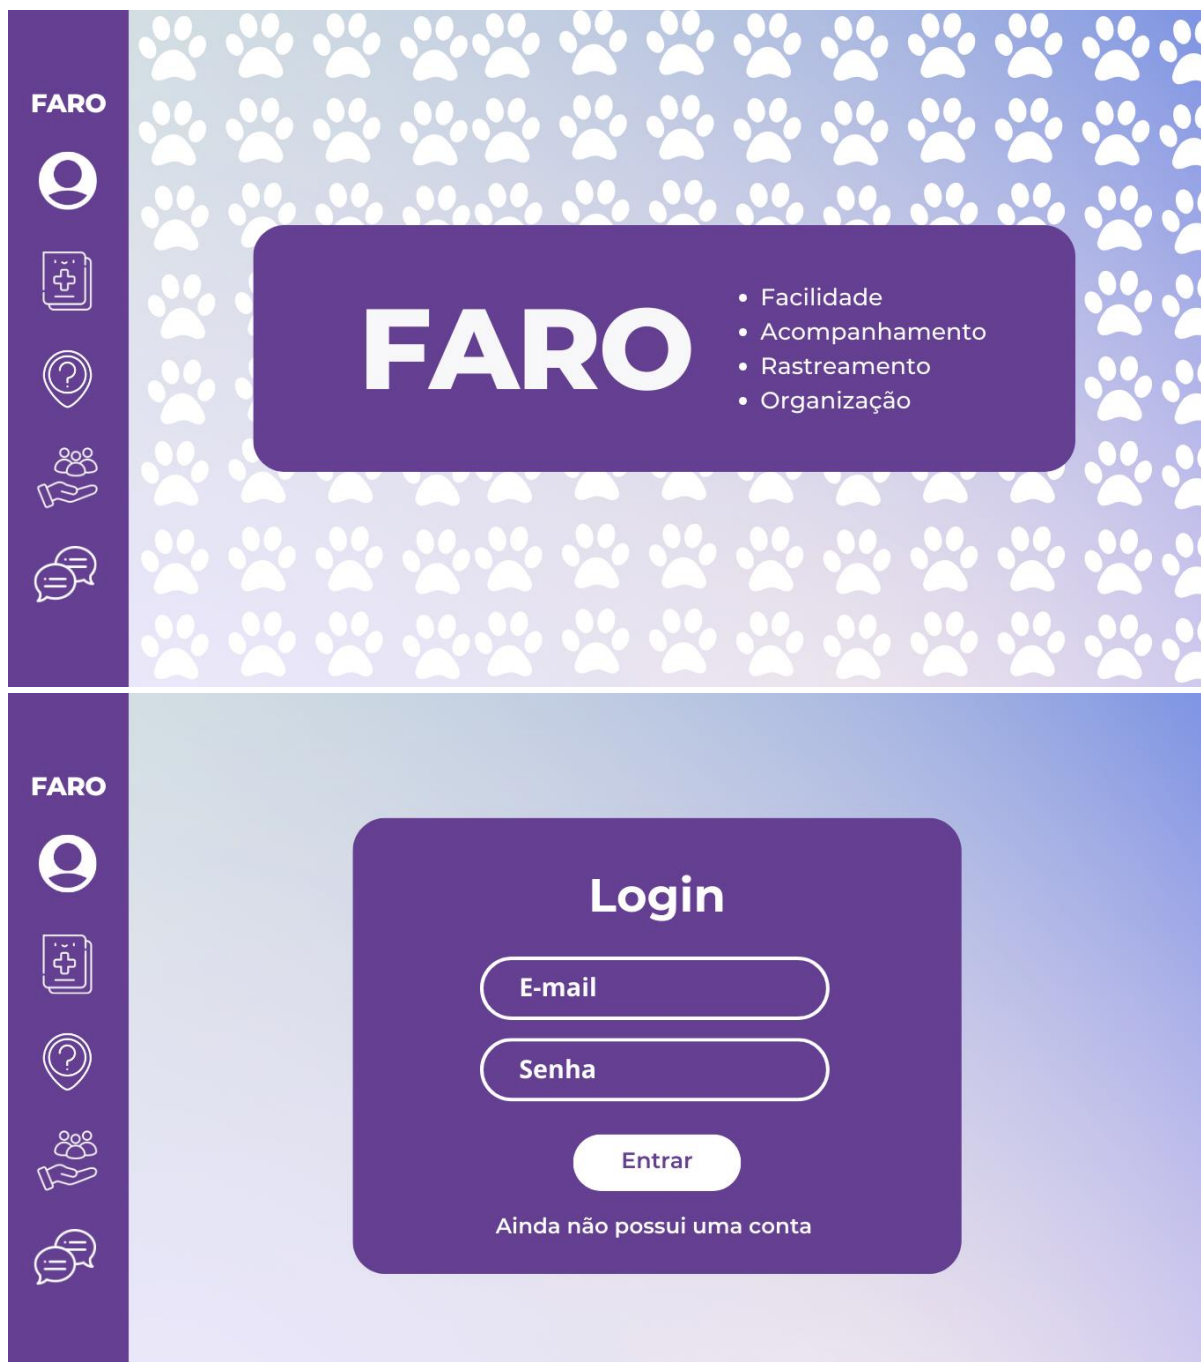 FARO
FARO
• Facilidade
• Acompanhamento
• Rastreamento
• Organização
?
FARO
Login
E-mail
Senha
Entrar
Ainda não possui uma conta
?